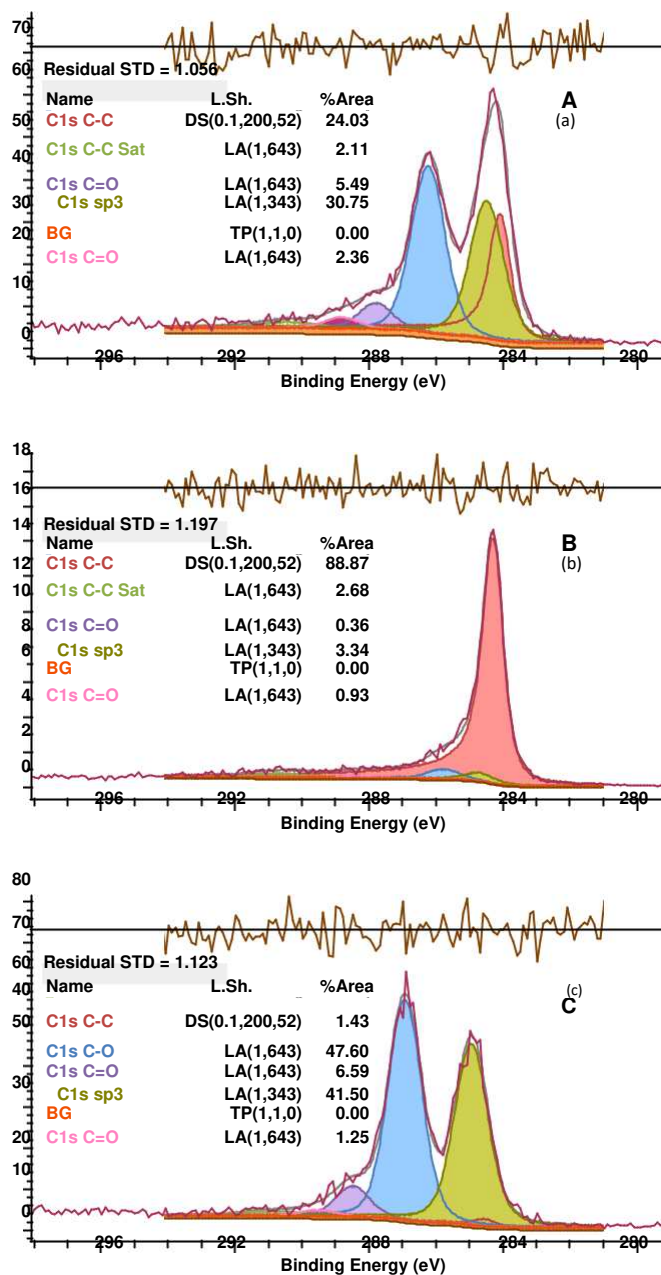 70
60
50
40
30
20
10
0
Residual STD = 1.056
Name L.Sh. %Area
C1s C-C DS(0.1,200,52) 24.03
C1s C-C Sat LA(1,643) 2.11
C1s C=O LA(1,643) 5.49
C1s sp3 LA(1,343) 30.75
BG TP(1,1,0) 0.00
C1s C=O LA(1,643) 2.36
A
(a)
296 292 288 284 280
Binding Energy (eV)
18
16
14
12
10
8
6
4
2
0
Residual STD = 1.197
Name L.Sh. %Area
C1s C-C DS(0.1,200,52) 88.87
C1s C-C Sat LA(1,643) 2.68
C1s C=O LA(1,643) 0.36
C1s sp3 LA(1,343) 3.34
BG TP(1,1,0) 0.00
C1s C=O LA(1,643) 0.93
B
(b)
296 292 288 284 280
Binding Energy (eV)
80
70
60
40
50
30
20
10
0
Residual STD = 1.123
Name L.Sh. %Area
C1s C-C DS(0.1,200,52) 1.43
C1s C-O LA(1,643) 47.60
C1s C=O LA(1,643) 6.59
C1s sp3 LA(1,343) 41.50
BG TP(1,1,0) 0.00
C1s C=O LA(1,643) 1.25
(c)
C
296 292 288 284 280
Binding Energy (eV)